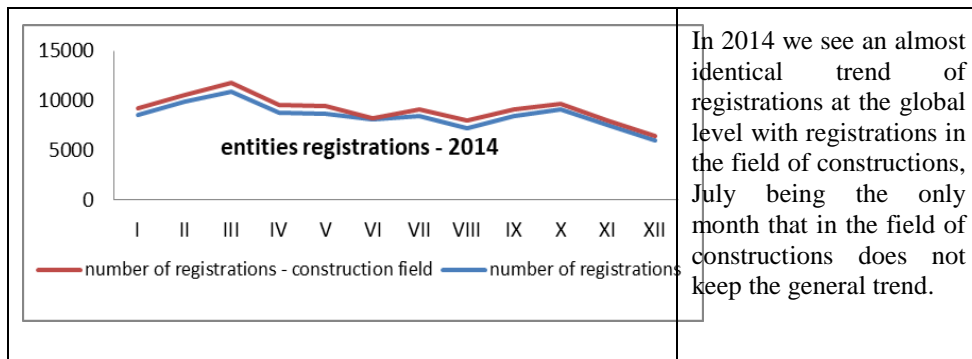 15000
10000
5000
0
entities registrations - 2014
I II III IV V VI VII VIII IX X XI XII
number of registrations - construction field number of registrations
In 2014 we see an almost
identical trend of
registrations at the global
level with registrations in
the field of constructions,
July being the only
month that in the field of
constructions does not
keep the general trend.